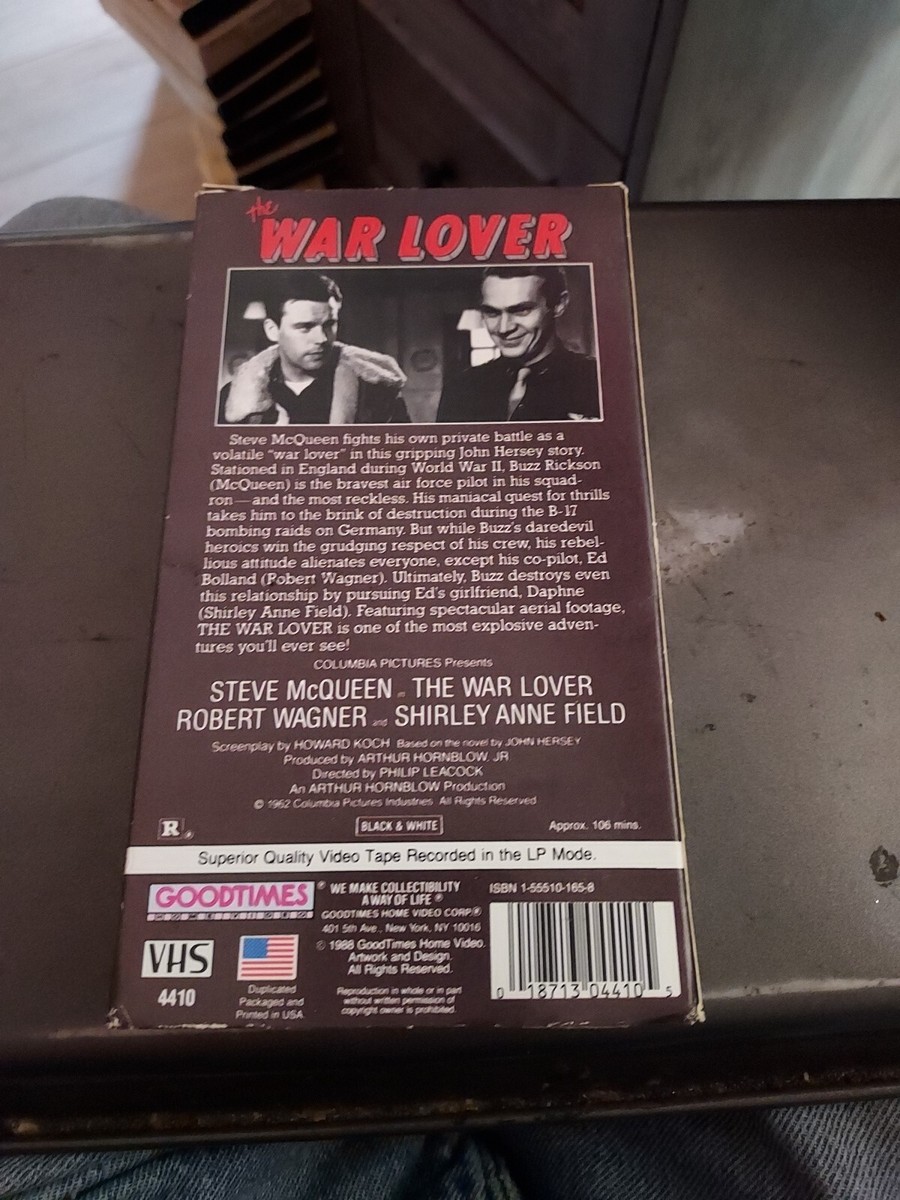 the
WAR LOVER
Steve McQueen fights his own private battle as a
volatile "war lover" in this gripping John Hersey story.
Stationed in England during World War II, Buzz Rickson
(McQueen) is the bravest air force pilot in his squad-
ron—and the most reckless. His maniacal quest for thrills
takes him to the brink of destruction during the B-17
bombing raids on Germany. But while Buzz's daredevil
heroics win the grudging respect of his crew, his rebel-
lious attitude alienates everyone, except his co-pilot, Ed
Bolland (Robert Wagner). Ultimately, Buzz destroys even
this relationship by pursuing Ed's girlfriend, Daphne
(Shirley Anne Field). Featuring spectacular aerial footage,
THE WAR LOVER is one of the most explosive adven-
tures you'll ever see!
COLUMBIA PICTURES Presents
STEVE McQUEEN in THE WAR LOVER
ROBERT WAGNER and SHIRLEY ANNE FIELD
Screenplay by HOWARD KOCH Based on the novel by JOHN HERSEY
Produced by ARTHUR HORNBLOW, JR.
Directed by PHILIP LEACOCK
An ARTHUR HORNBLOW Production
© 1962 Columbia Pictures Industries All Rights Reserved
R
BLACK & WHITE
Approx. 106 mins.
Superior Quality Video Tape Recorded in the LP Mode.
GOODTIMES®
HOME VIDEO
WE MAKE COLLECTIBILITY
A WAY OF LIFE®
GOODTIMES HOME VIDEO CORP.®
401 5th Ave., New York, NY 10016
© 1988 GoodTimes Home Video.
Artwork and Design.
All Rights Reserved.
Reproduction in whole or in part
without written permission of
copyright owner is prohibited.
VHS
4410
Duplicated
Packaged and
Printed in USA
ISBN 1-55510-165-8
0 18713 04410 5